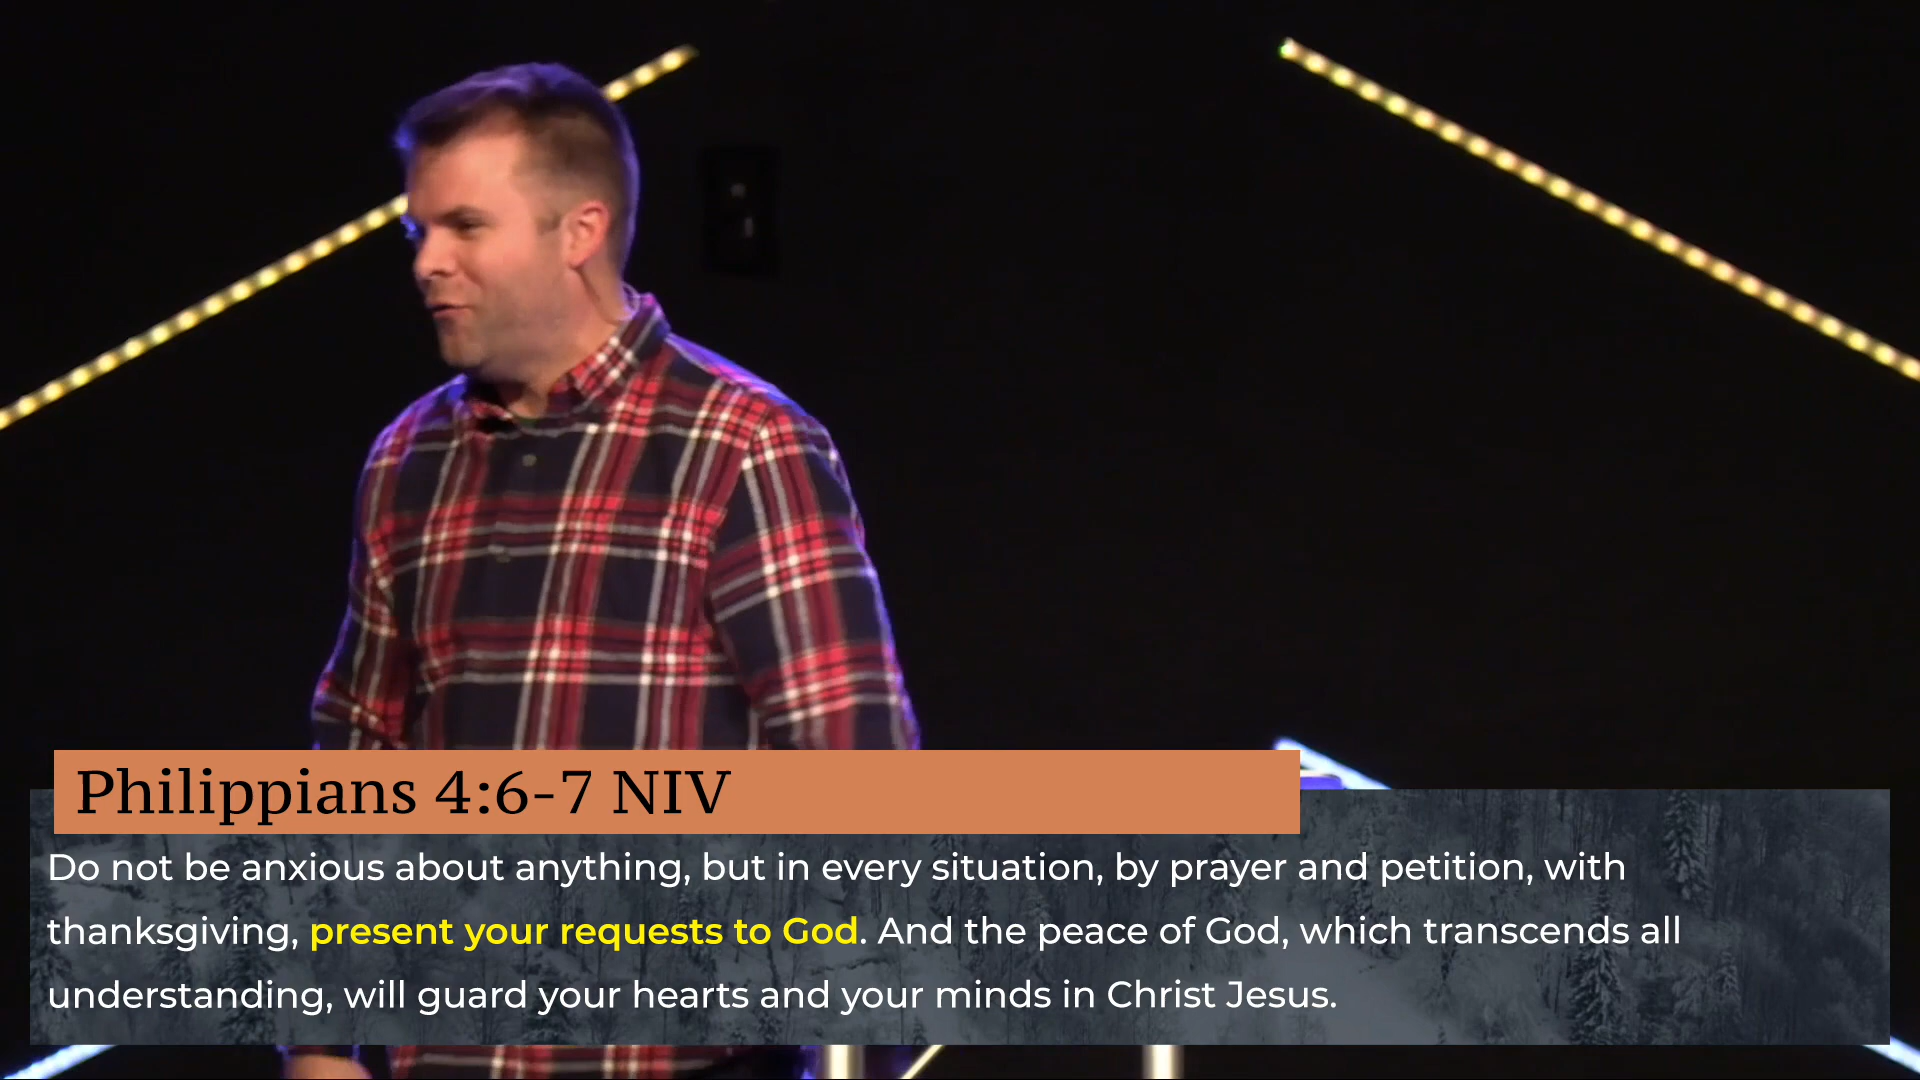 Philippians 4:6-7 NIV
Do not be anxious about anything, but in every situation, by prayer and petition, with
thanksgiving, present your requests to God. And the peace of God, which transcends all
understanding, will guard your hearts and your minds in Christ Jesus.